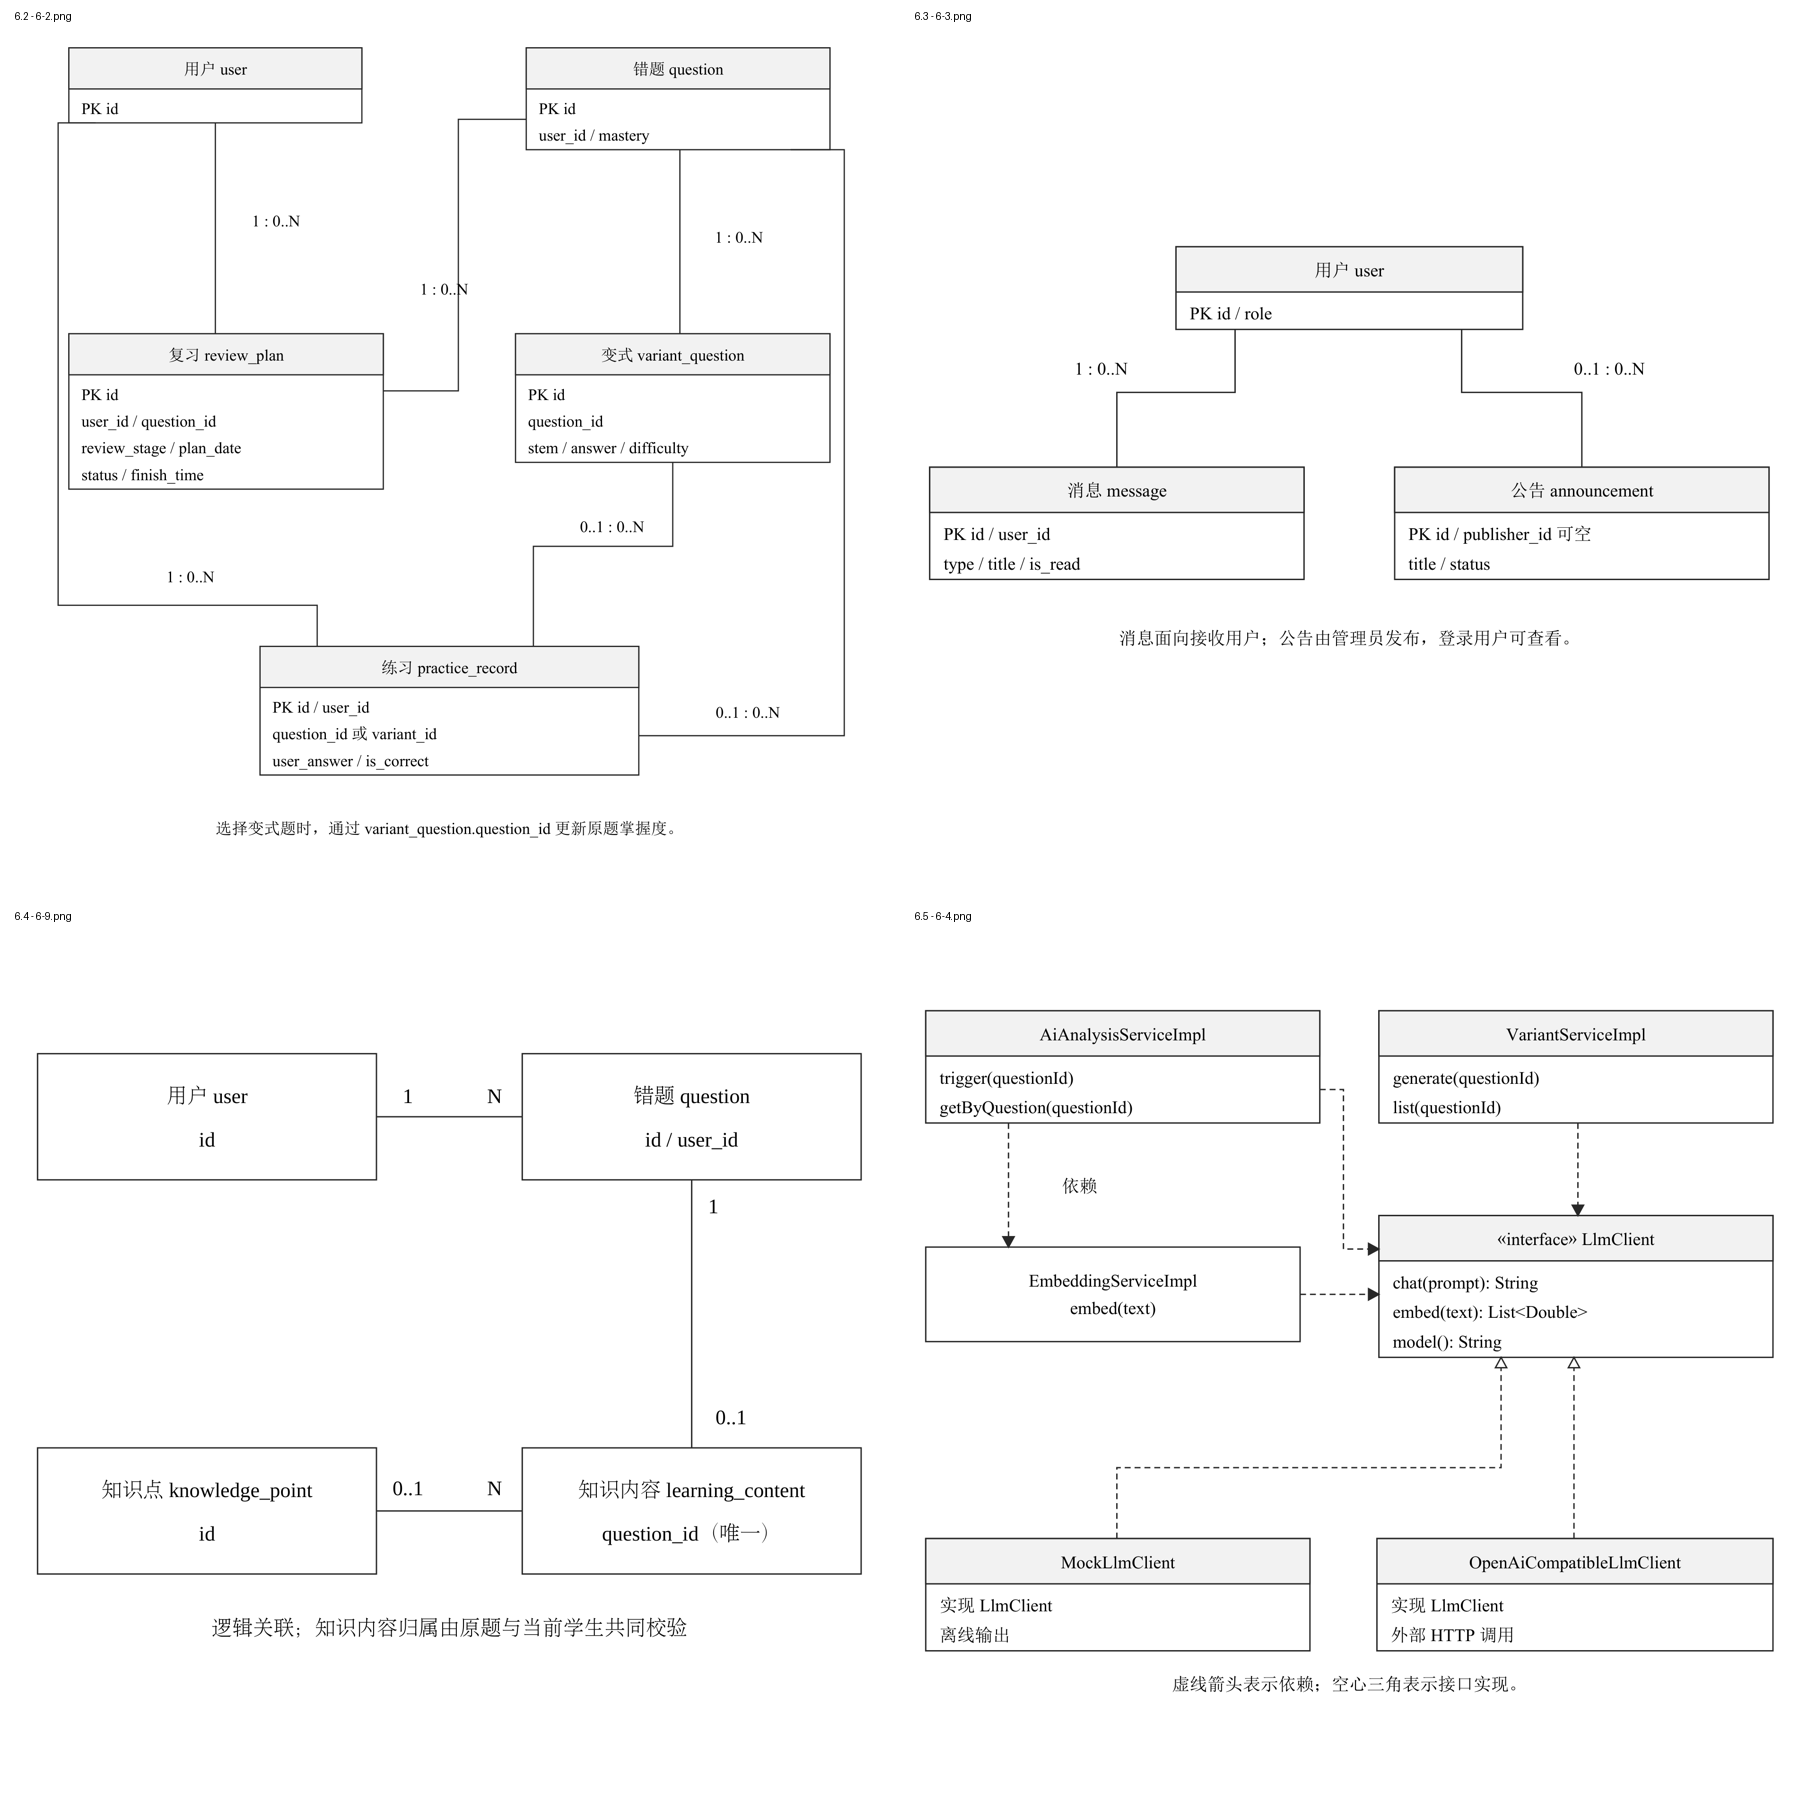 6.2 - 6-2.png
用户 user
PK id
错题 question
PK id
user_id / mastery
1 : 0..N
1 : 0..N
1 : 0..N
复习 review_plan
PK id
user_id / question_id
review_stage / plan_date
status / finish_time
变式 variant_question
PK id
question_id
stem / answer / difficulty
0..1 : 0..N
1 : 0..N
练习 practice_record
PK id / user_id
question_id 或 variant_id
user_answer / is_correct
0..1 : 0..N
选择变式题时，通过 variant_question.question_id 更新原题掌握度。
6.3 - 6-3.png
用户 user
PK id / role
1 : 0..N
0..1 : 0..N
消息 message
PK id / user_id
type / title / is_read
公告 announcement
PK id / publisher_id 可空
title / status
消息面向接收用户；公告由管理员发布，登录用户可查看。
6.4 - 6-9.png
用户 user
id
1
N
错题 question
id / user_id
1
0..1
知识点 knowledge_point
id
0..1
N
知识内容 learning_content
question_id（唯一）
逻辑关联；知识内容归属由原题与当前学生共同校验
6.5 - 6-4.png
AiAnalysisServiceImpl
trigger(questionId)
getByQuestion(questionId)
VariantServiceImpl
generate(questionId)
list(questionId)
依赖
EmbeddingServiceImpl
embed(text)
«interface» LlmClient
chat(prompt): String
embed(text): List<Double>
model(): String
MockLlmClient
实现 LlmClient
离线输出
OpenAiCompatibleLlmClient
实现 LlmClient
外部 HTTP 调用
虚线箭头表示依赖；空心三角表示接口实现。